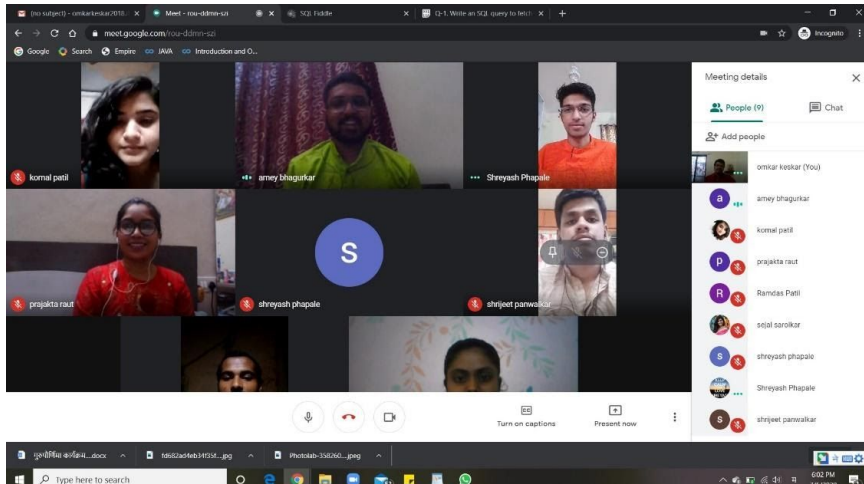 (no subject) - omkarkeskar2018
Meet - rou-ddmn-szi
SQL Fiddle
Q-1. Write an SQL query to fetch
meet.google.com/rou-ddmn-szi
Incognito
Google
Search
Empire
JAVA
Introduction and O...
komal patil
amey bhagurkar
Shreyash Phapale
prajakta raut
S
shreyash phapale
shrijeet panwalkar
Turn on captions
Present now
Meeting details
People (9)
Chat
Add people
omkar keskar (You)
a
amey bhagurkar
komal patil
p
prajakta raut
R
Ramdas Patil
sejal sarolkar
s
shreyash phapale
Shreyash Phapale
s
shrijeet panwalkar
Photolab-358260....jpeg
Type here to search
6:02 PM